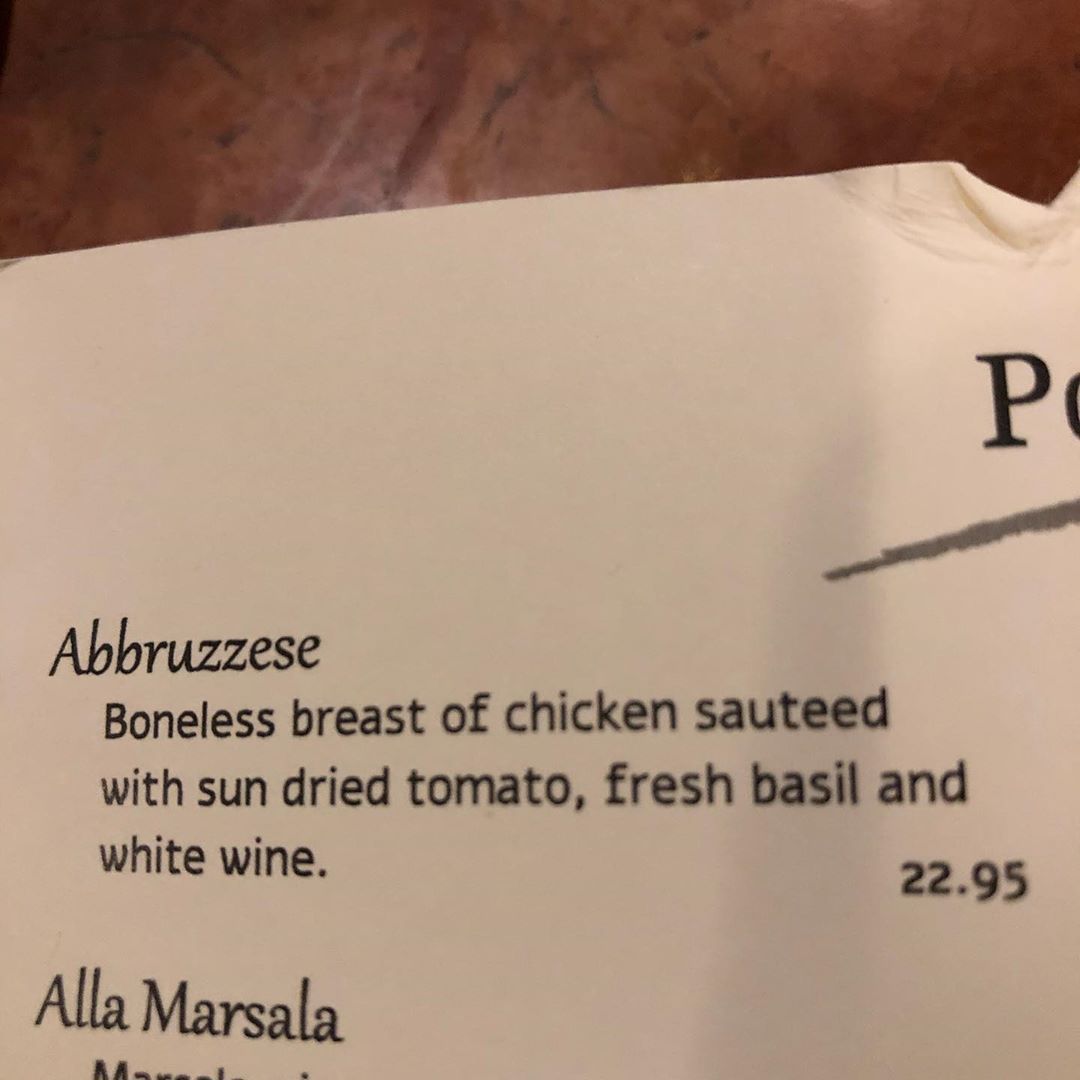 Abbruzzese
Boneless breast of chicken sauteed
with sun dried tomato, fresh basil and
white wine.
22.95
Alla Marsala